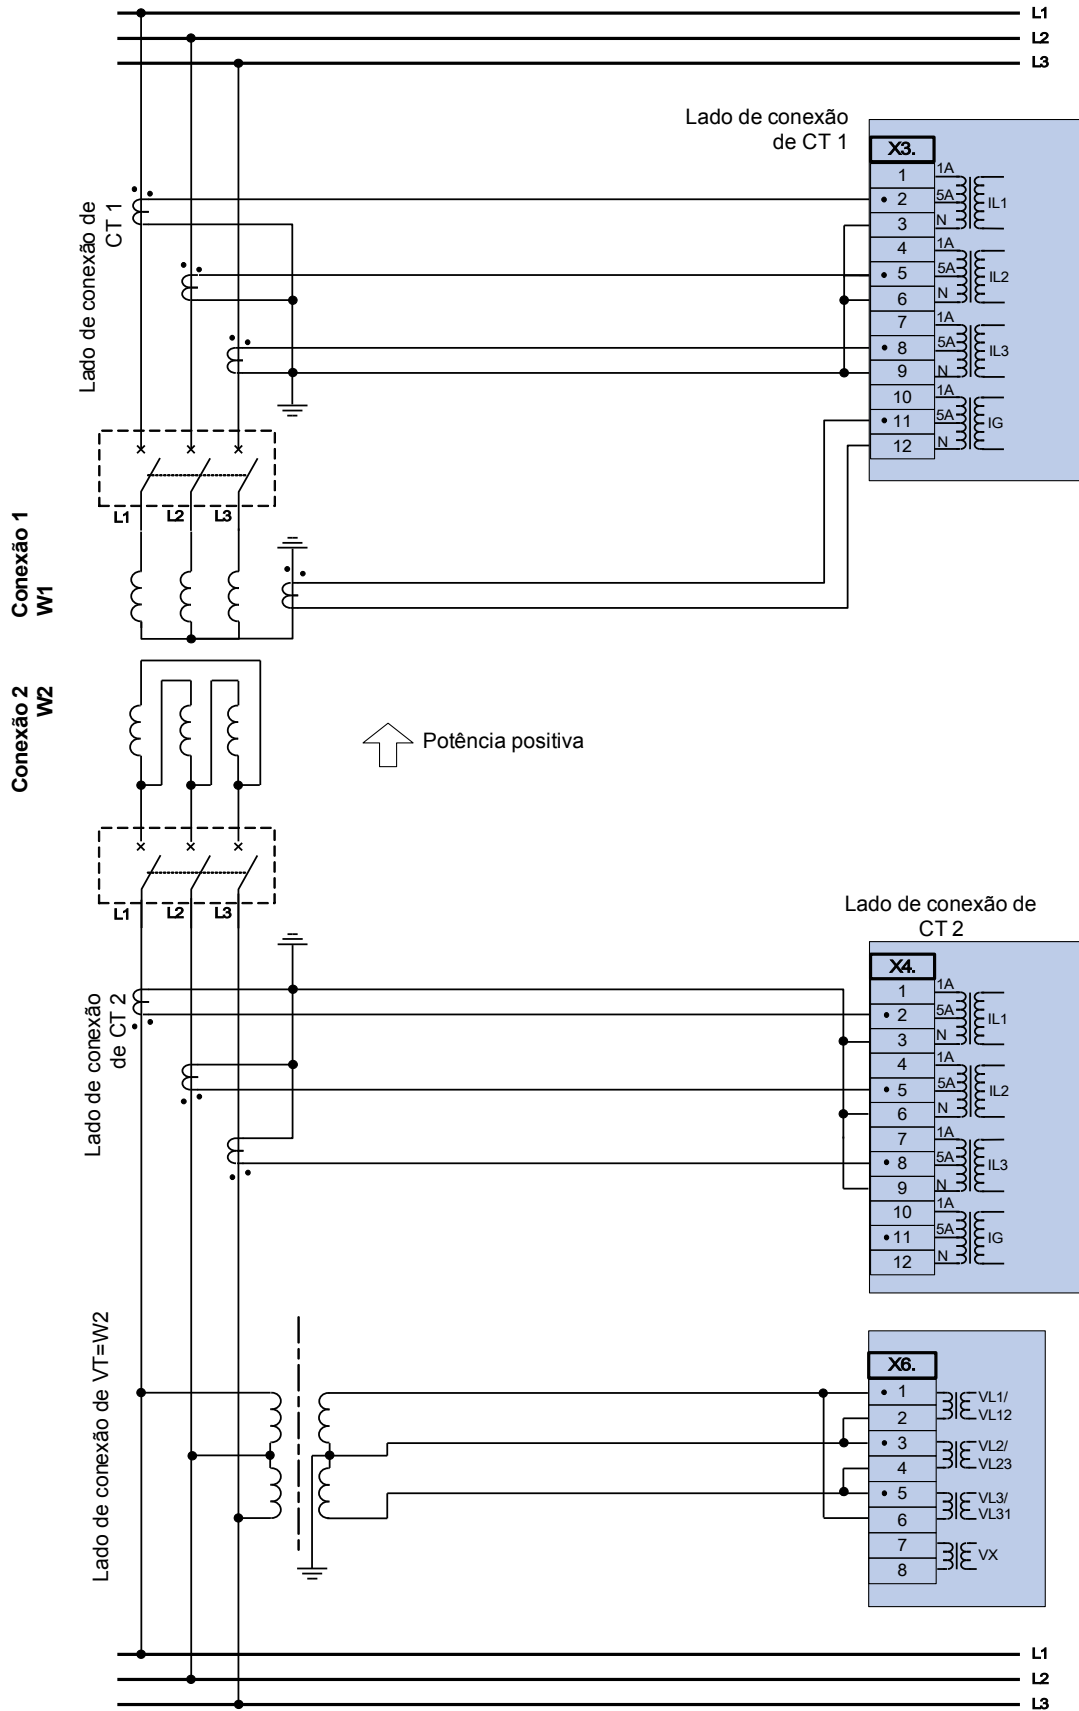 L1
L2
L3
Lado de conexão
de CT 1
X3.
1
2
3
4
5
6
7
8
9
10
11
12
1A
5A
N
IL1
1A
5A
N
IL2
1A
5A
N
IL3
1A
5A
N
IG
Lado de conexão de
CT 1
L1
L2
L3
Conexão 1
W1
Conexão 2
W2
Potência positiva
L1
L2
L3
Lado de conexão de
CT 2
X4.
1
2
3
4
5
6
7
8
9
10
11
12
1A
5A
N
IL1
1A
5A
N
IL2
1A
5A
N
IL3
1A
5A
N
IG
Lado de conexão
de CT 2
Lado de conexão de VT=W2
X6.
1
2
3
4
5
6
7
8
VL1/
VL12
VL2/
VL23
VL3/
VL31
VX
L1
L2
L3